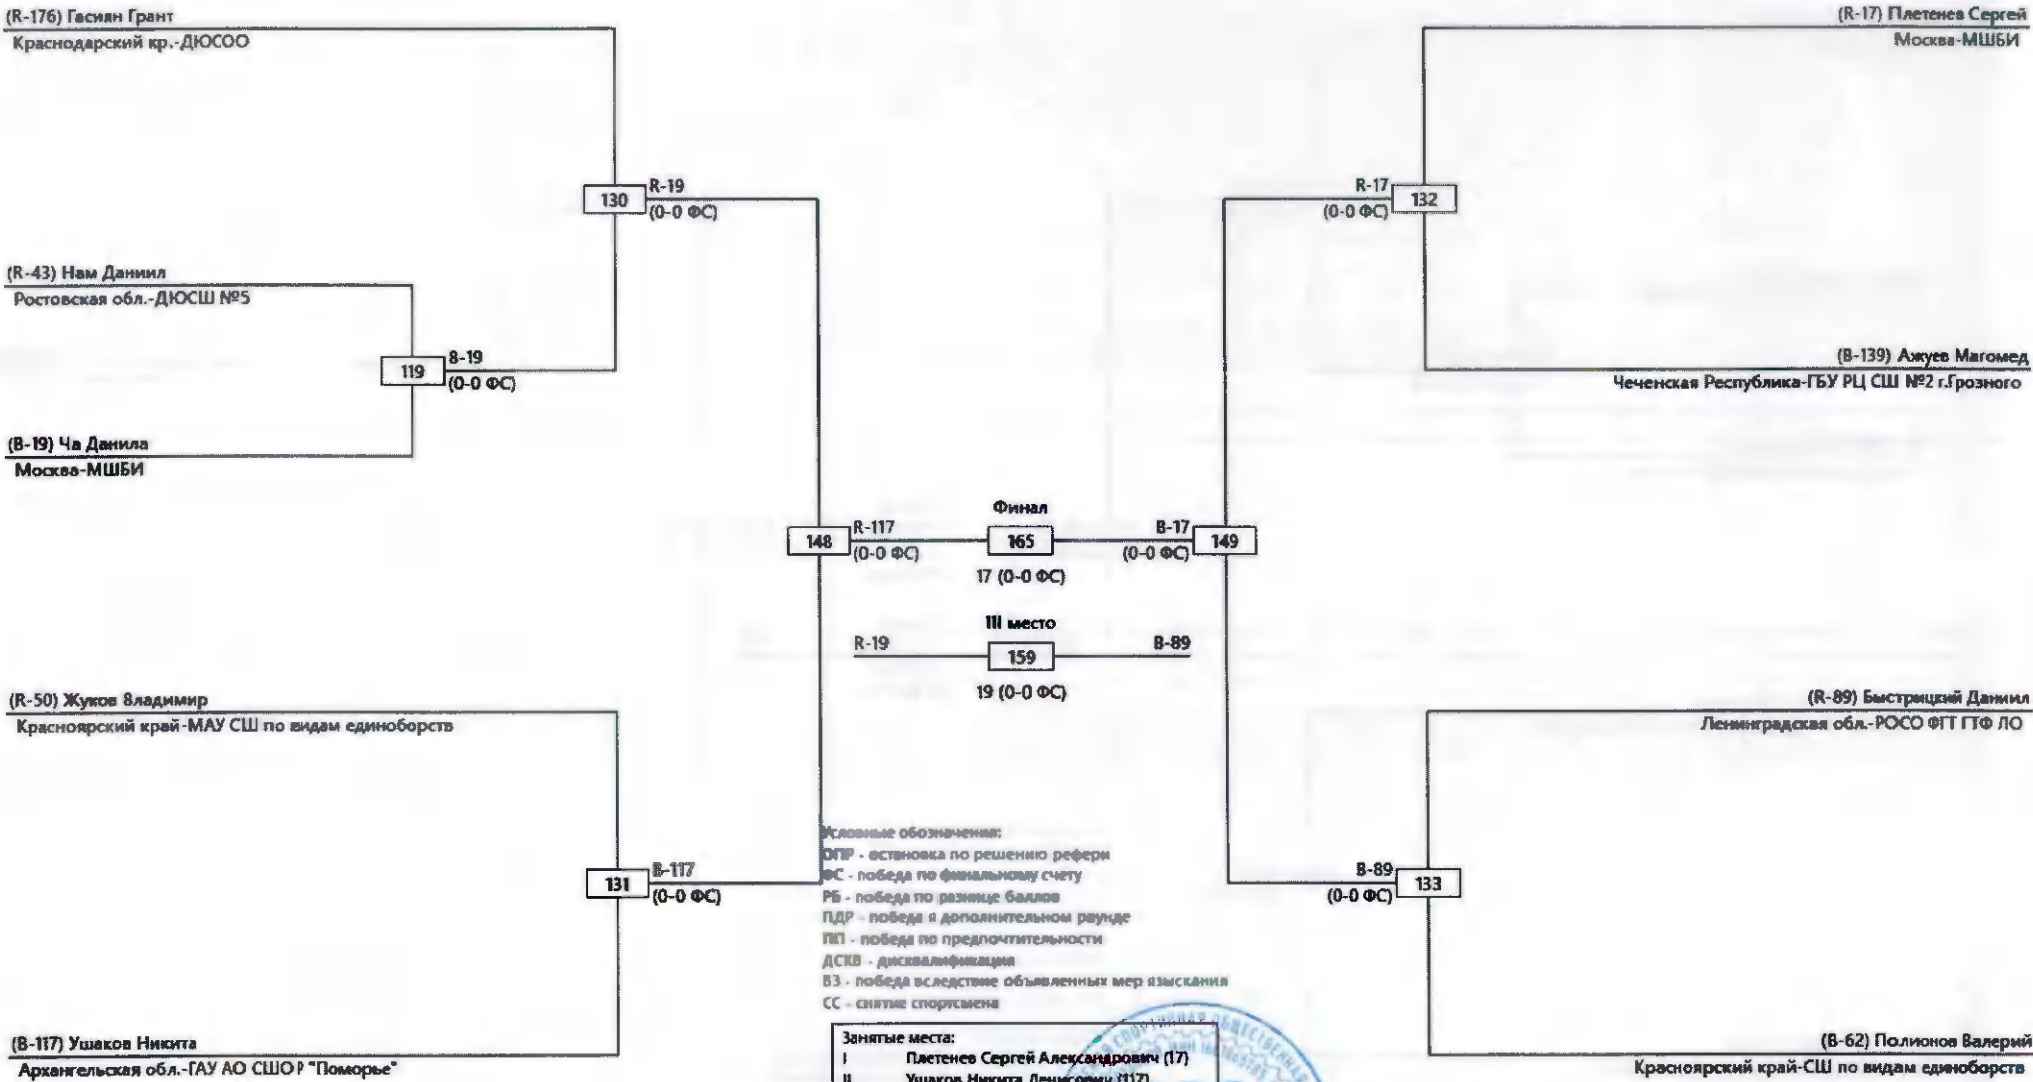 (R-176) Гасиян Грант
Краснодарский кр.-ДЮСОО
(R-43) Нам Даниил
Ростовская обл.-ДЮСШ №5
(B-19) Ча Данила
Москва-МШБИ
(R-50) Жуков Владимир
Красноярский край-МАУ СШ по видам единоборств
(B-117) Ушаков Никита
Архангельская обл.-ГАУ АО СШОР "Поморье"
119
B-19
(0-0 ФС)
130
R-19
(0-0 ФС)
131
B-117
(0-0 ФС)
148
R-117
(0-0 ФС)
Финал
165
17 (0-0 ФС)
III место
R-19
159
B-89
19 (0-0 ФС)
B-17
(0-0 ФС)
149
R-17
(0-0 ФС)
132
B-89
(0-0 ФС)
133
(R-17) Плетенев Сергей
Москва-МШБИ
(B-139) Ажуев Магомед
Чеченская Республика-ГБУ РЦ СШ №2 г.Грозного
(R-89) Быстрицкий Даниил
Ленинградская обл.-РОСО ФГТ ГТФ ЛО
(B-62) Полионов Валерий
Красноярский край-СШ по видам единоборств
Условные обозначения:
ОПР - остановка по решению рефери
ФС - победа по финальному счету
РБ - победа по разнице баллов
ПДР - победа я дополнительном раунде
ПП - победа по предпочтительности
ДСКВ - дисквалификация
ВЗ - победа вследствие объявленных мер языскания
СС - снятие спортсмена
Занятые места:
I Плетенев Сергей Александрович (17)
II Ушаков Никита Денисович (117)